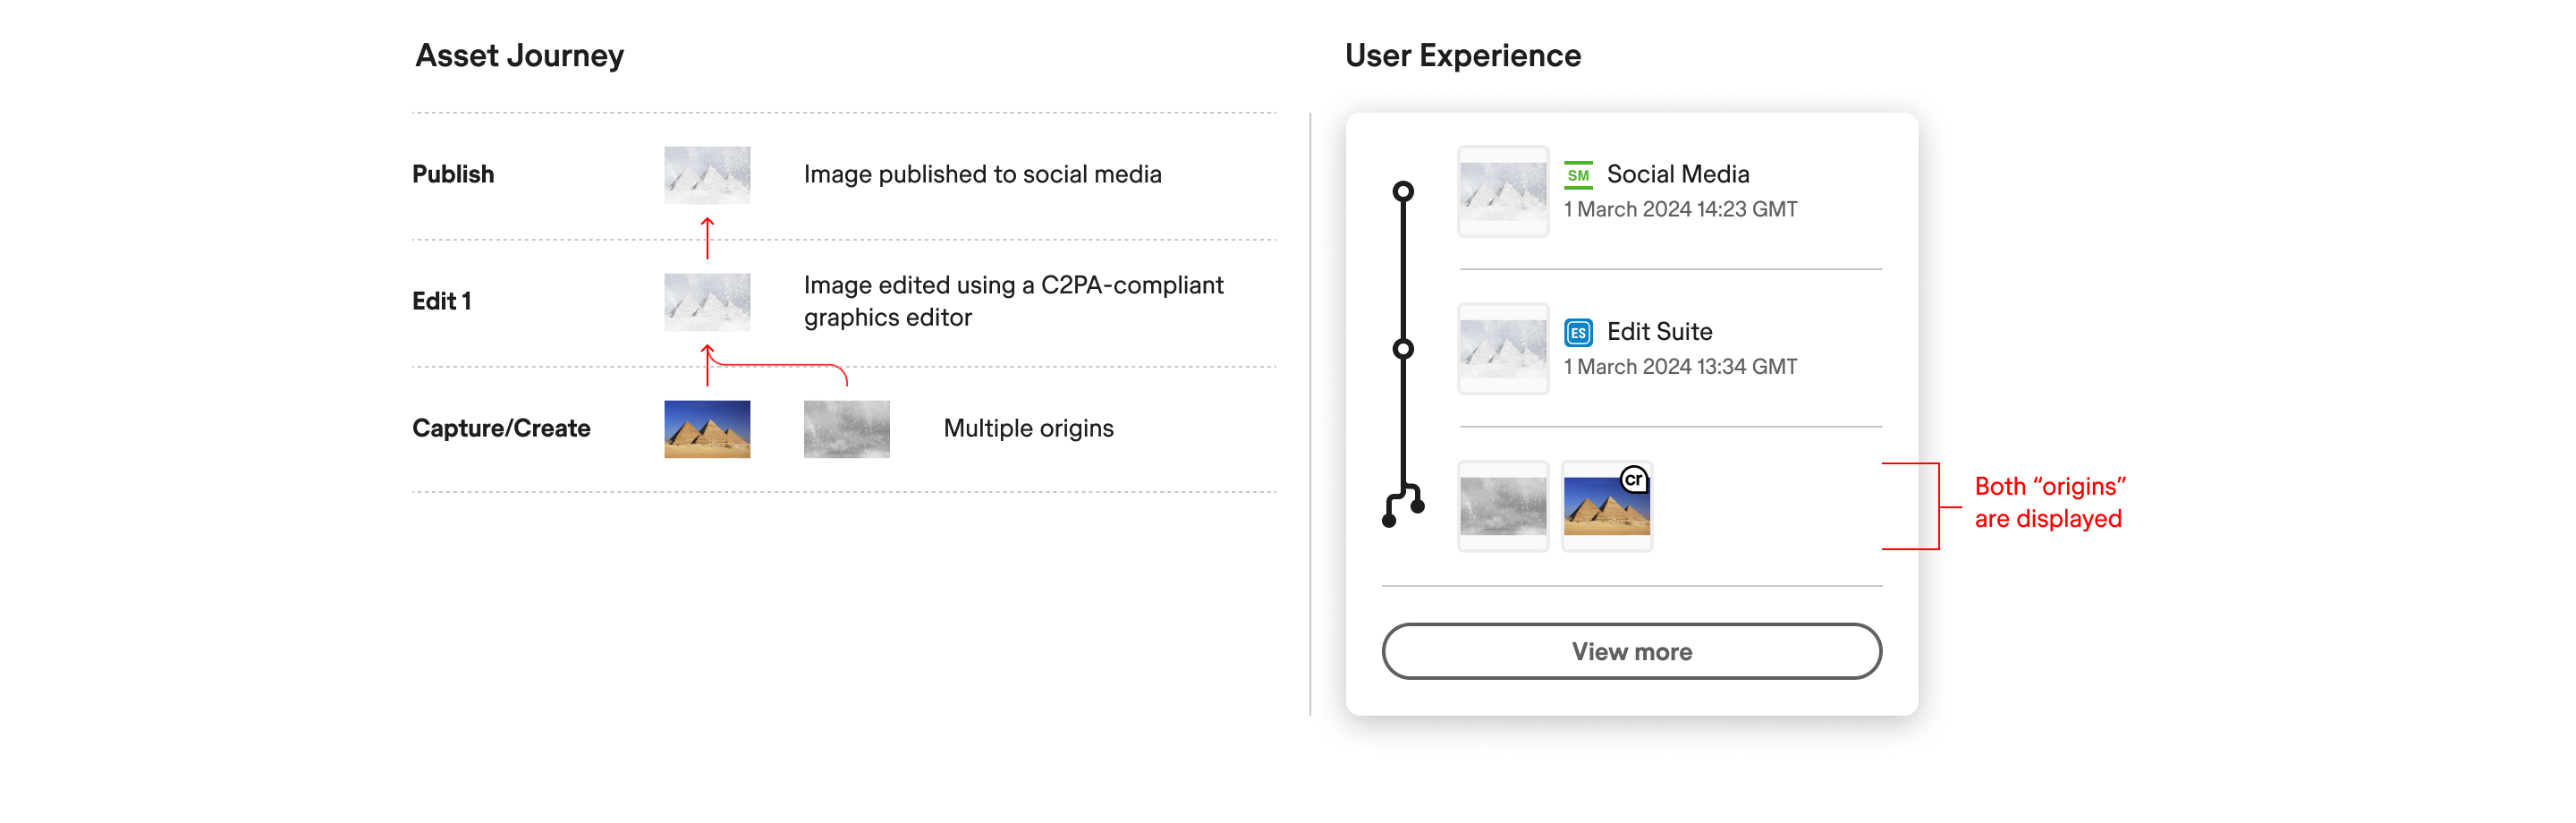 Asset Journey
Publish
Image published to social media
Edit 1
Image edited using a C2PA-compliant
graphics editor
Capture/Create
Multiple origins
User Experience
SM Social Media
1 March 2024 14:23 GMT
ES Edit Suite
1 March 2024 13:34 GMT
cr
Both “origins”
are displayed
View more